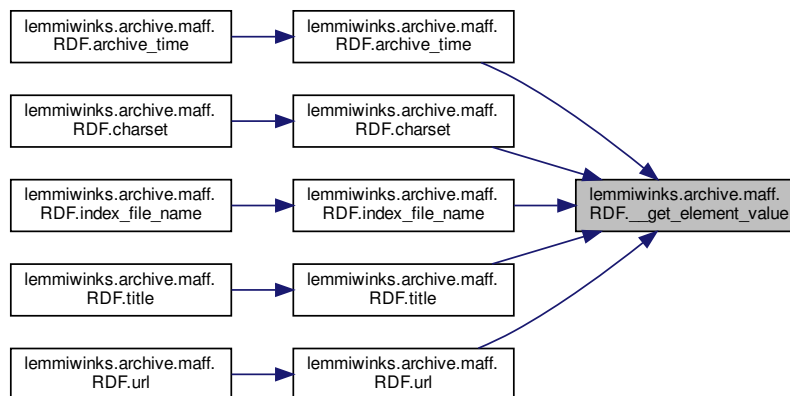 lemmiwinks.archive.maff.
RDF.archive_time
lemmiwinks.archive.maff.
RDF.archive_time
lemmiwinks.archive.maff.
RDF.charset
lemmiwinks.archive.maff.
RDF.charset
lemmiwinks.archive.maff.
RDF.index_file_name
lemmiwinks.archive.maff.
RDF.index_file_name
lemmiwinks.archive.maff.
RDF.__get_element_value
lemmiwinks.archive.maff.
RDF.title
lemmiwinks.archive.maff.
RDF.title
lemmiwinks.archive.maff.
RDF.url
lemmiwinks.archive.maff.
RDF.url